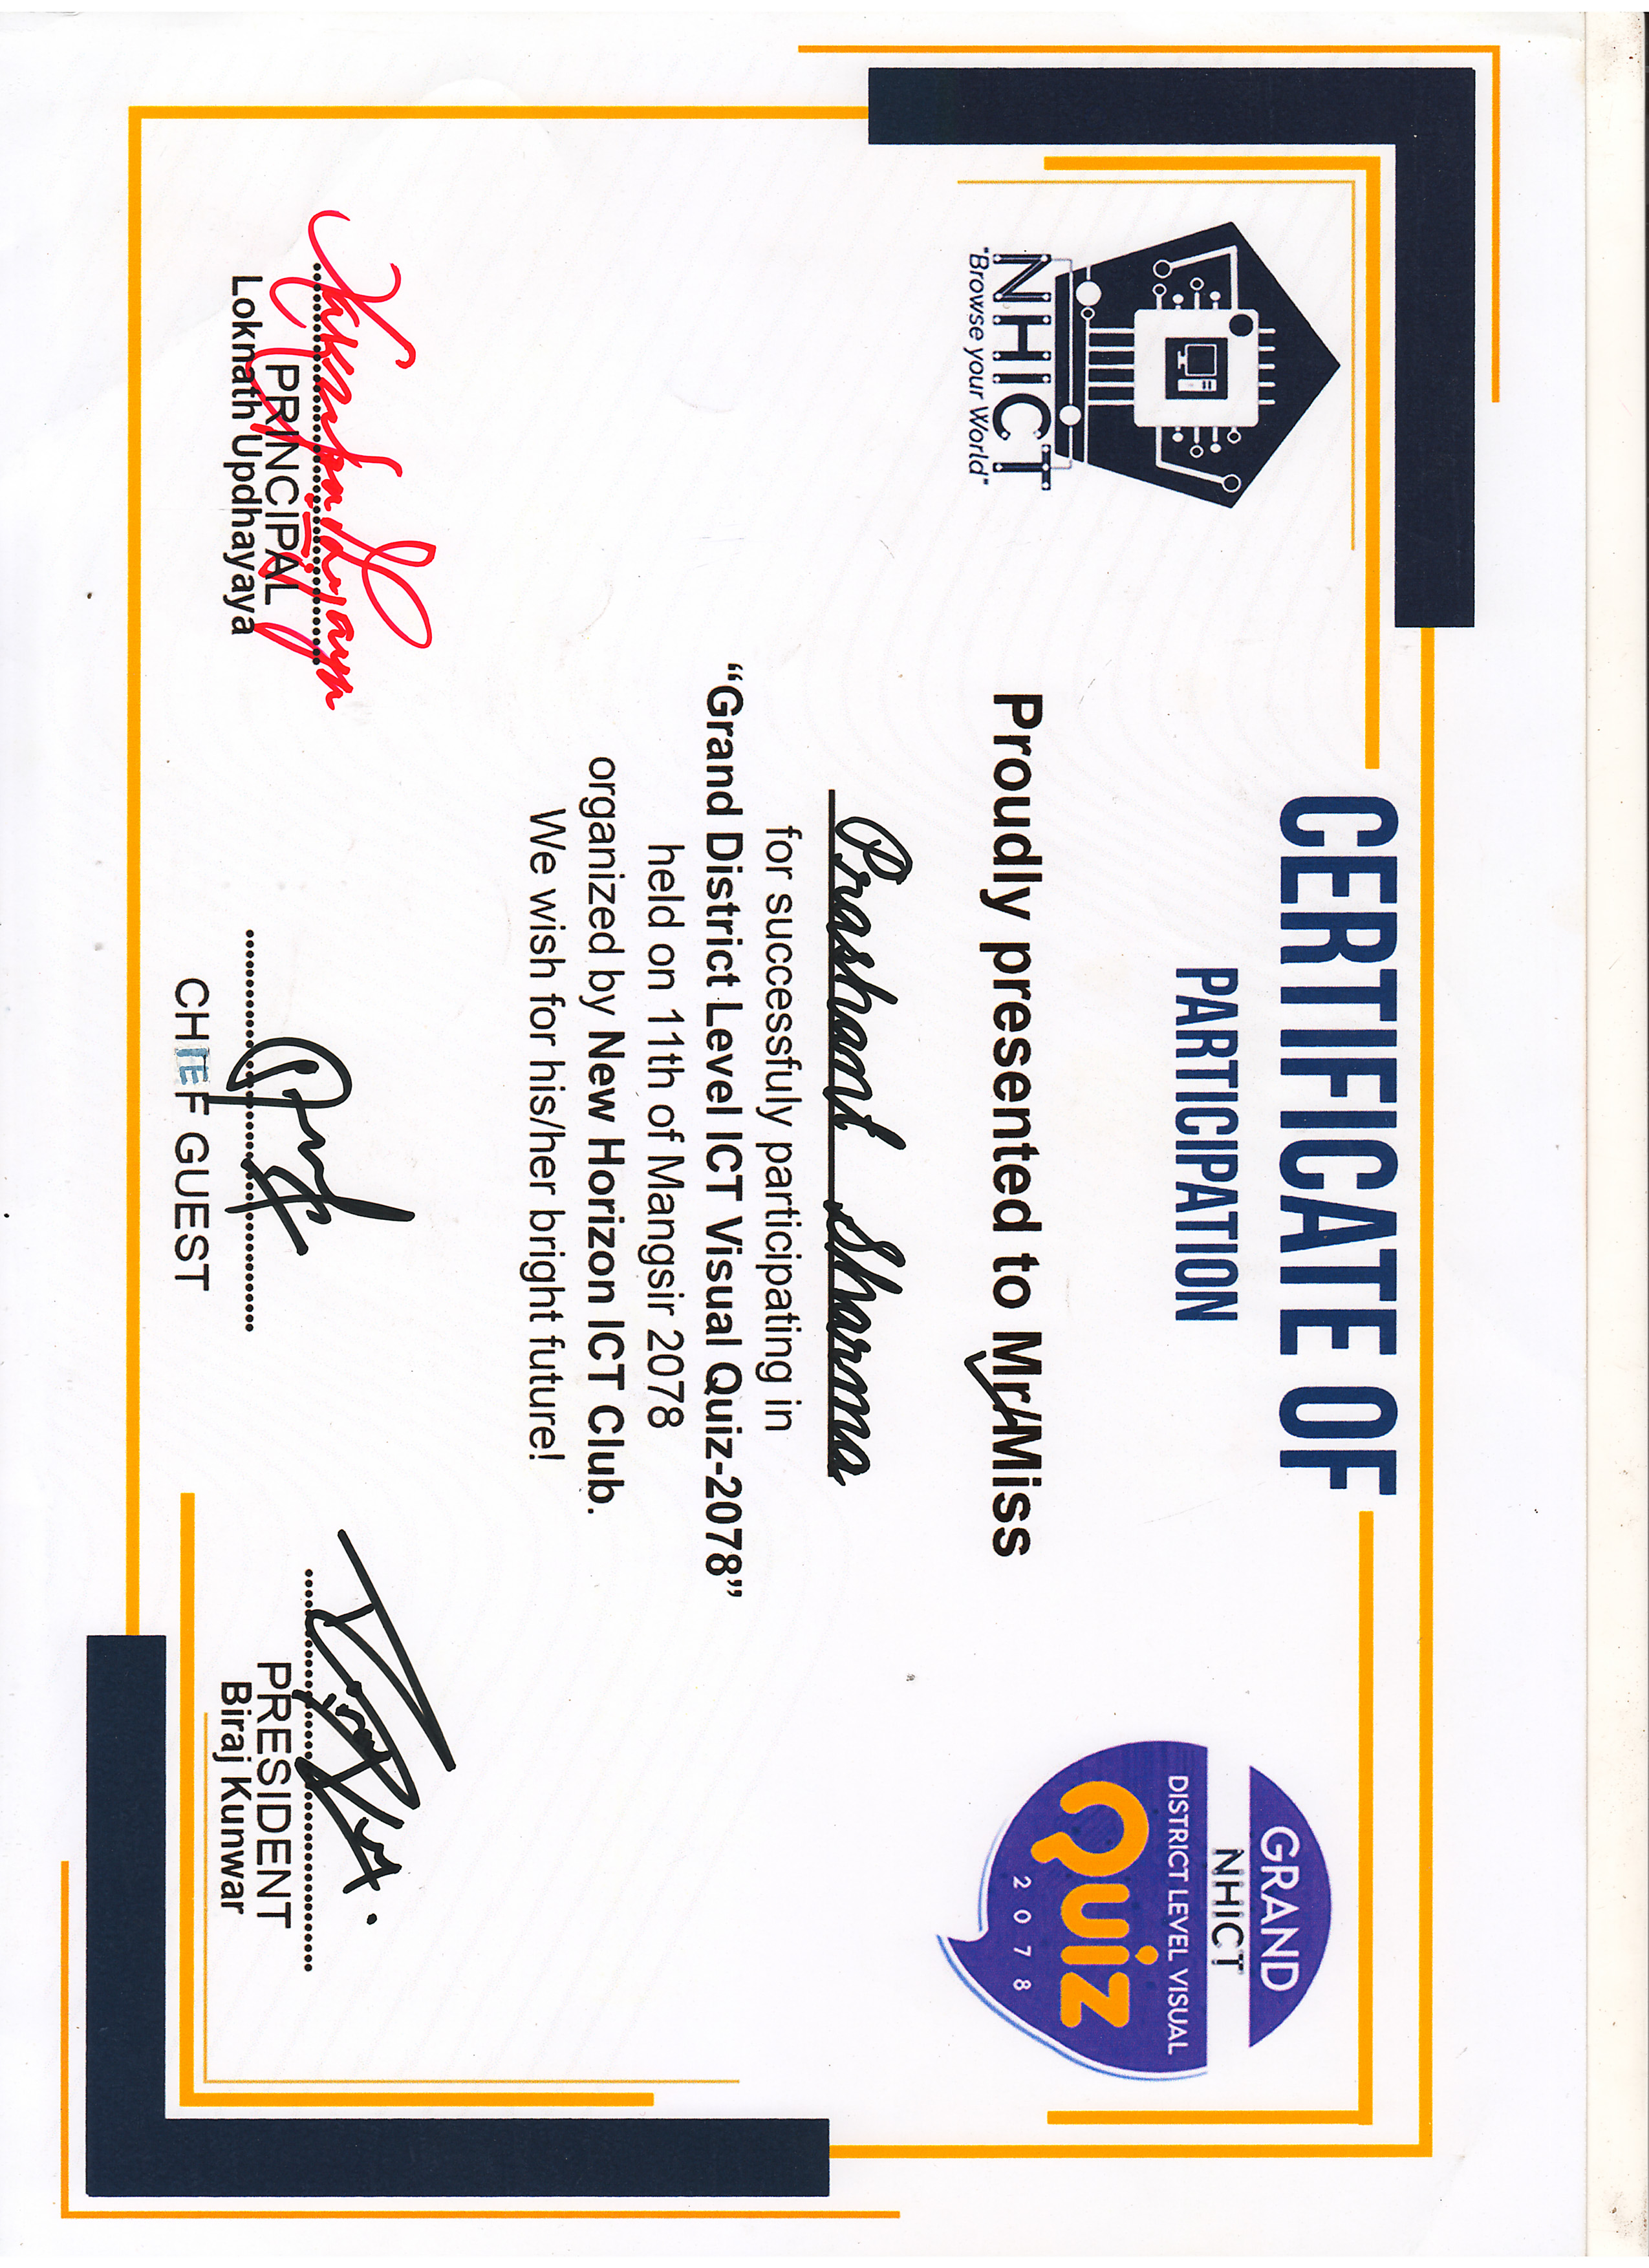 CERTIFICATE OF
PARTICIPATION
NHICT
"Browse your World"
GRAND
NHICT
DISTRICT LEVEL VISUAL
Quiz
2078
Proudly presented to Mr/Miss
Prashant Sharma
for successfuly participating in
“Grand District Level ICT Visual Quiz-2078”
held on 11th of Mangsir 2078
organized by New Horizon ICT Club.
We wish for his/her bright future!
PRINCIPAL
Loknath Updhayaya
CHIEF GUEST
PRESIDENT
Biraj Kunwar